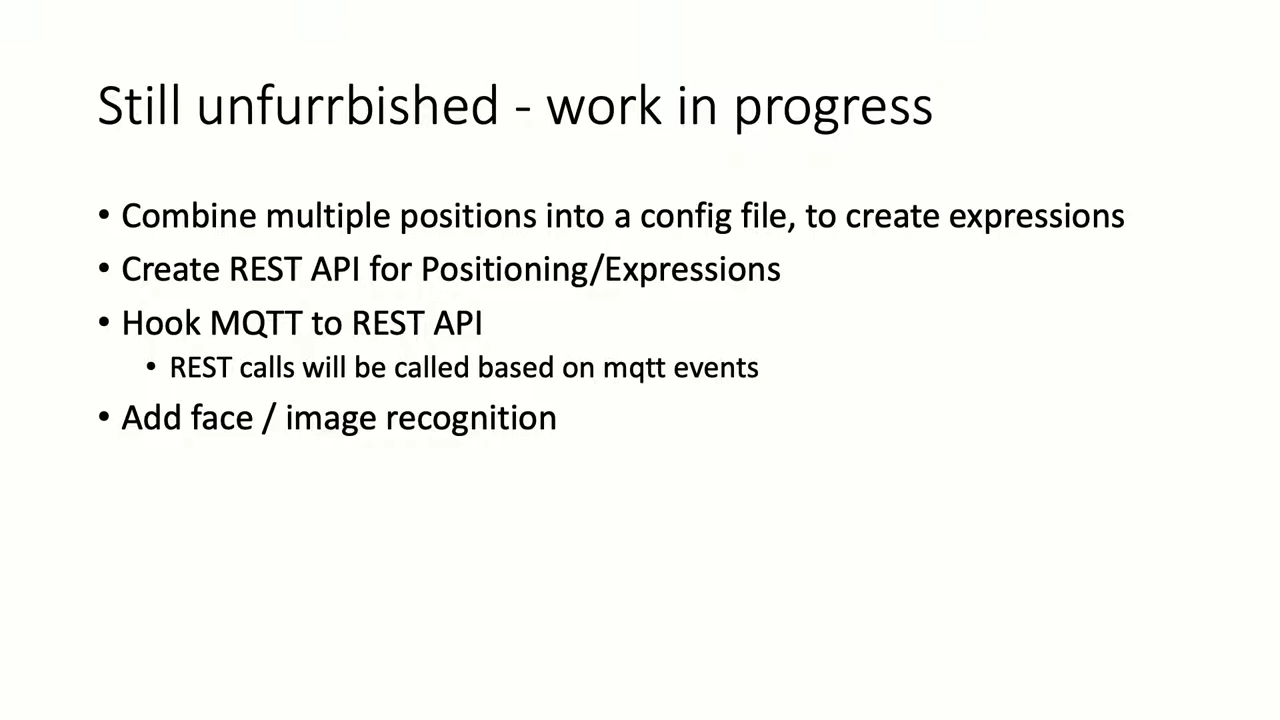 Still unfurrbished - work in progress
• Combine multiple positions into a config file, to create expressions
• Create REST API for Positioning/Expressions
• Hook MQTT to REST API
• REST calls will be called based on mqtt events
• Add face / image recognition